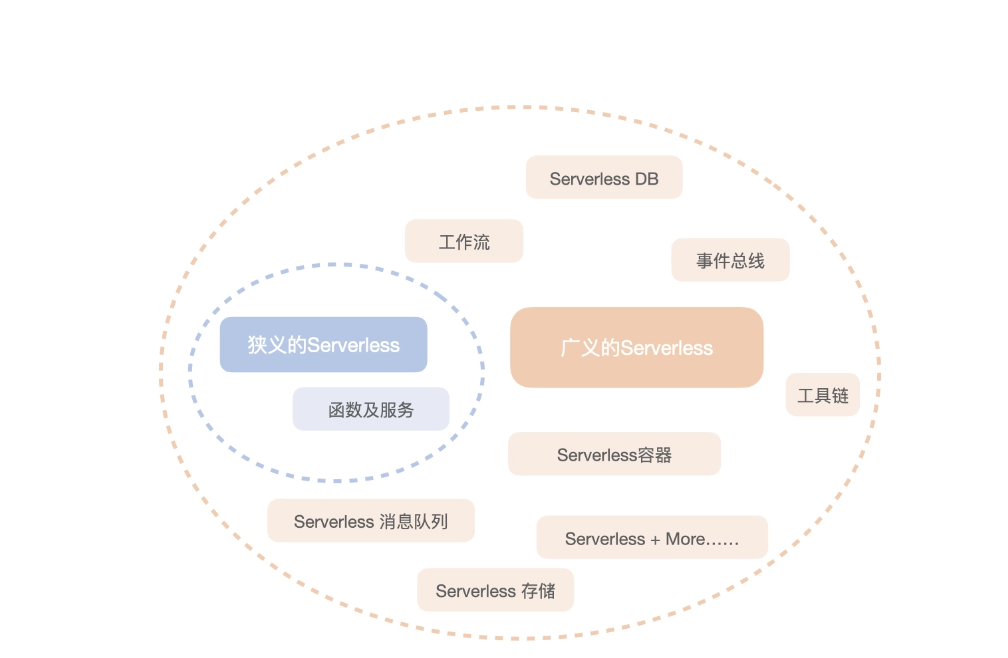 Serverless DB
工作流
事件总线
狭义的Serverless
广义的Serverless
工具链
函数及服务
Serverless容器
Serverless 消息队列
Serverless + More……
Serverless 存储